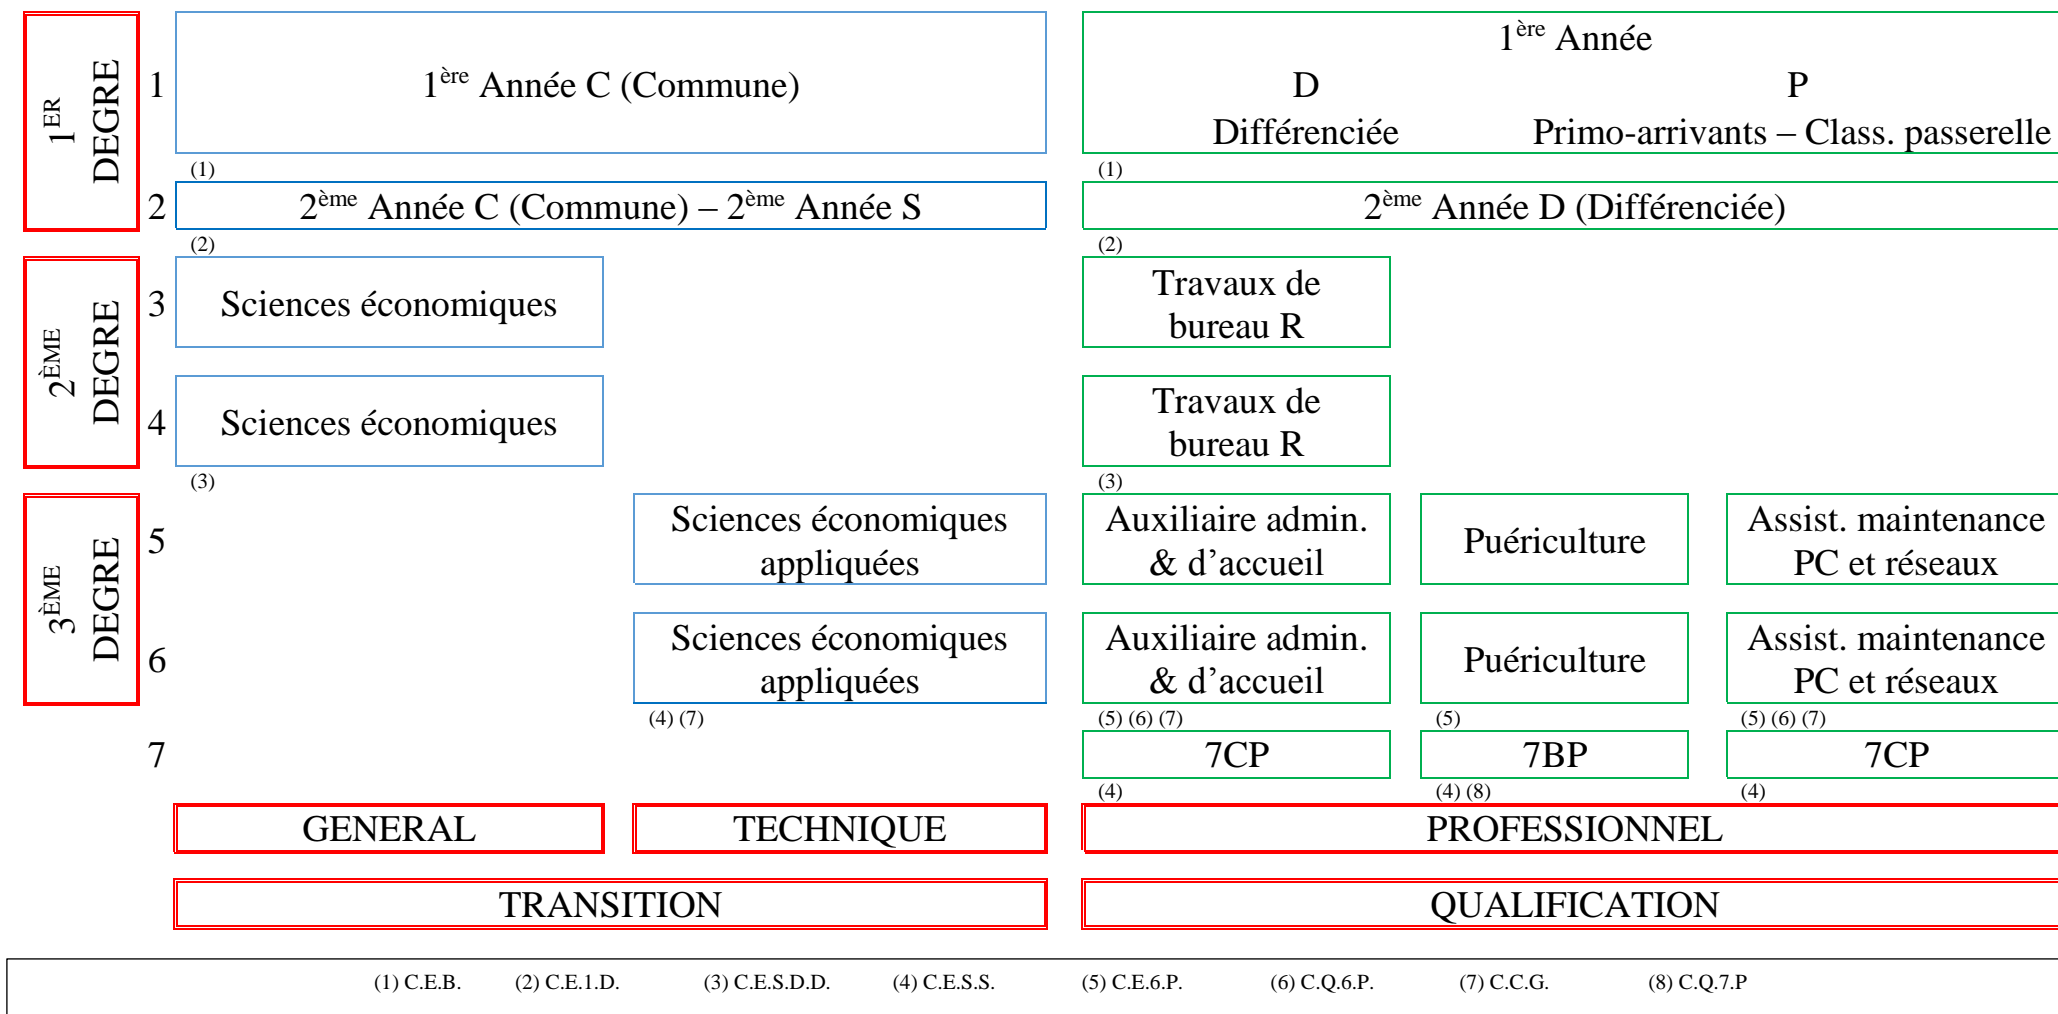 1ER
DEGRE
1
1ère Année C (Commune)
1ère Année
D
P
Différenciée
Primo-arrivants – Class. passerelle
(1)
(1)
2
2ème Année C (Commune) – 2ème Année S
2ème Année D (Différenciée)
(2)
(2)
2ÈME
DEGRE
3
Sciences économiques
Travaux de
bureau R
4
Sciences économiques
Travaux de
bureau R
(3)
(3)
3ÈME
DEGRE
5
Sciences économiques
appliquées
Auxiliaire admin.
& d’accueil
Puériculture
Assist. maintenance
PC et réseaux
6
Sciences économiques
appliquées
Auxiliaire admin.
& d’accueil
Puériculture
Assist. maintenance
PC et réseaux
(4) (7)
(5) (6) (7)
(5)
(5) (6) (7)
7
7CP
7BP
7CP
(4)
(4) (8)
(4)
GENERAL
TECHNIQUE
PROFESSIONNEL
TRANSITION
QUALIFICATION
(1) C.E.B. (2) C.E.1.D. (3) C.E.S.D.D. (4) C.E.S.S. (5) C.E.6.P. (6) C.Q.6.P. (7) C.C.G. (8) C.Q.7.P